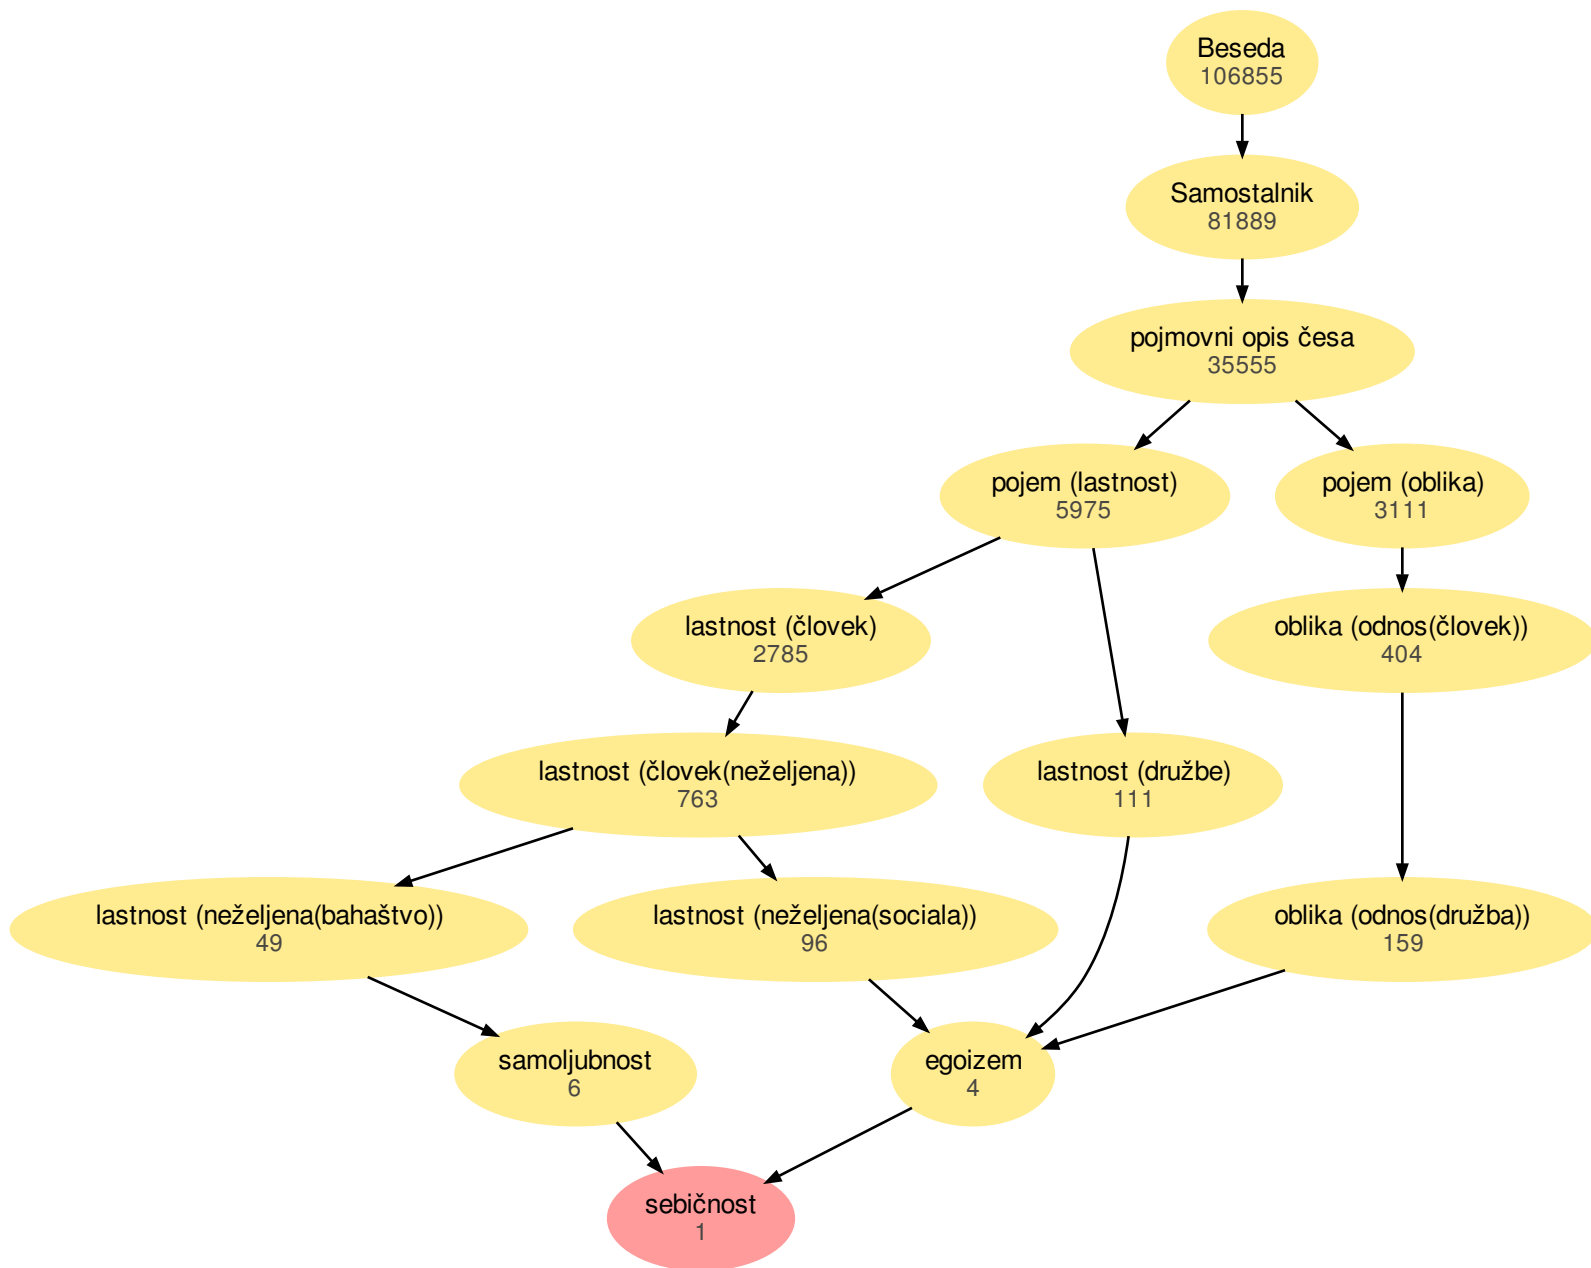 Beseda
106855
Samostalnik
81889
pojmovni opis česa
35555
pojem (lastnost)
5975
pojem (oblika)
3111
lastnost (človek)
2785
oblika (odnos(človek))
404
lastnost (človek(neželjena))
763
lastnost (družbe)
111
lastnost (neželjena(bahaštvo))
49
lastnost (neželjena(sociala))
96
oblika (odnos(družba))
159
samoljubnost
6
egoizem
4
sebičnost
1